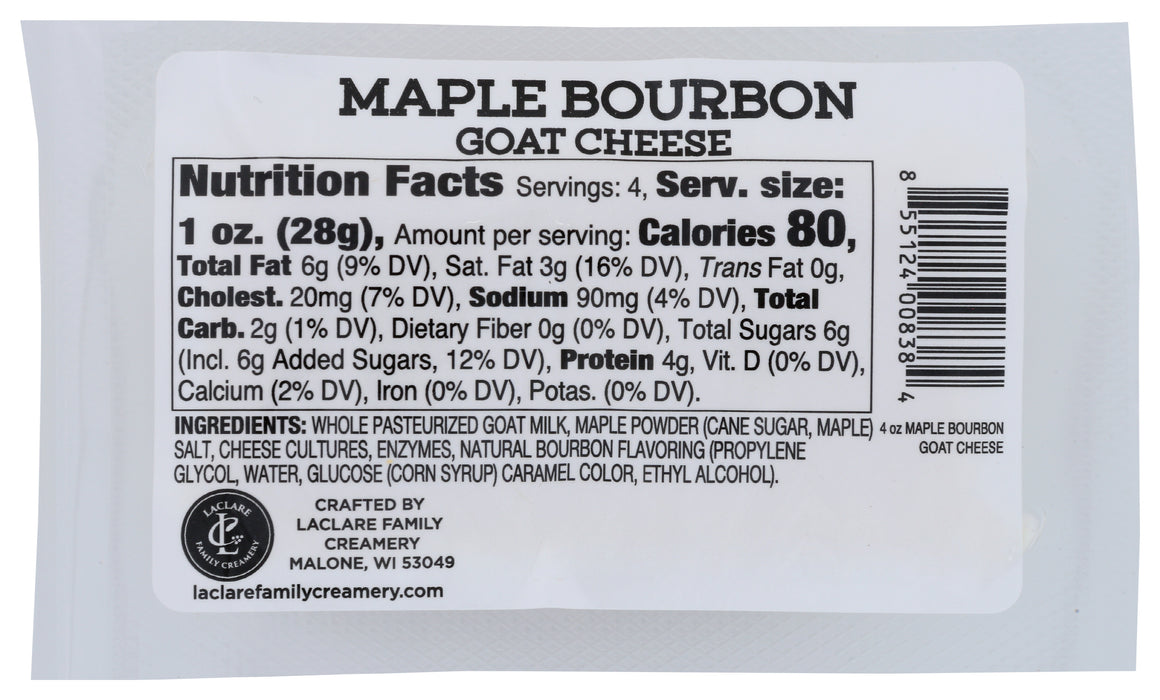 MAPLE BOURBON
GOAT CHEESE
Nutrition Facts Servings: 4, Serv. size:
1 oz. (28g), Amount per serving: Calories 80,
Total Fat 6g (9% DV), Sat. Fat 3g (16% DV), Trans Fat 0g,
Cholest. 20mg (7% DV), Sodium 90mg (4% DV), Total
Carb. 2g (1% DV), Dietary Fiber 0g (0% DV), Total Sugars 6g
(Incl. 6g Added Sugars, 12% DV), Protein 4g, Vit. D (0% DV),
Calcium (2% DV), Iron (0% DV), Potas. (0% DV).
INGREDIENTS: WHOLE PASTEURIZED GOAT MILK, MAPLE POWDER (CANE SUGAR, MAPLE)
SALT, CHEESE CULTURES, ENZYMES, NATURAL BOURBON FLAVORING (PROPYLENE
GLYCOL, WATER, GLUCOSE (CORN SYRUP) CARAMEL COLOR, ETHYL ALCOHOL).
8 55124 00838 4
4 oz MAPLE BOURBON
GOAT CHEESE
LACLARE
LC
FAMILY CREAMERY
CRAFTED BY
LACLARE FAMILY
CREAMERY
MALONE, WI 53049
laclarefamilycreamery.com